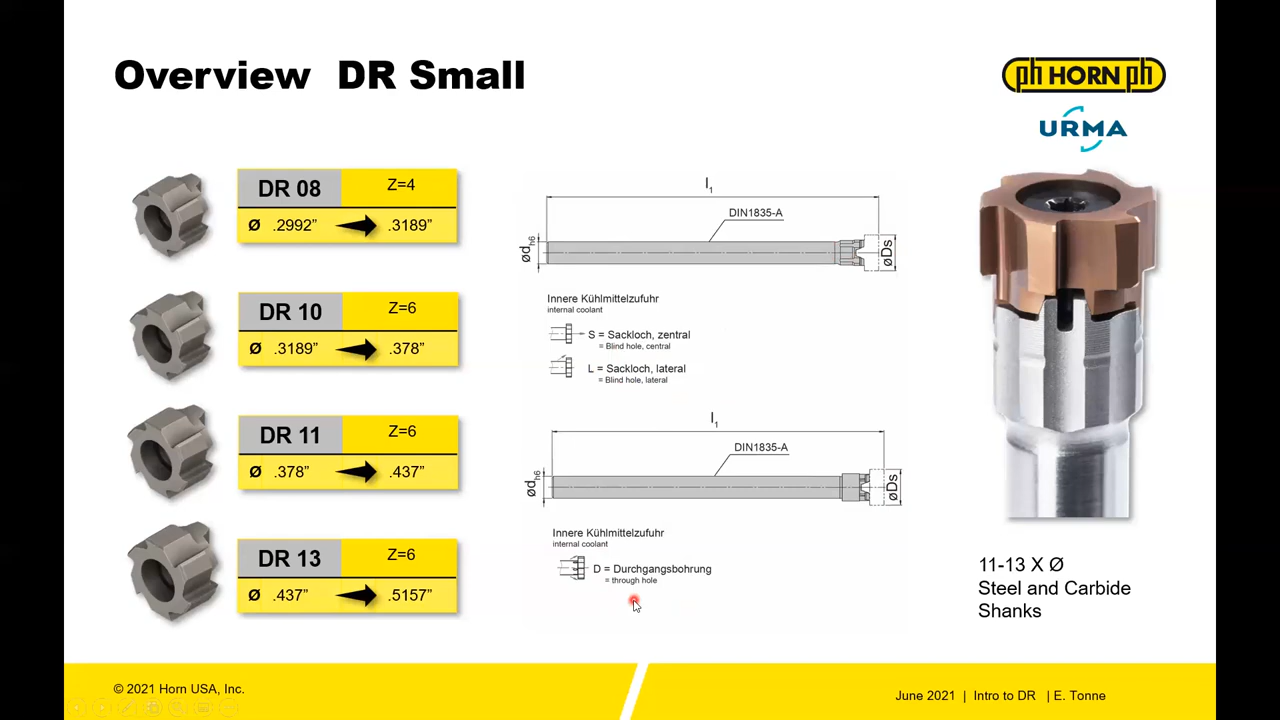 Overview DR Small
ph HORN ph
URMA
DR 08
Z=4
Ø .2992” .3189”
DR 10
Z=6
Ø .3189” .378”
DR 11
Z=6
Ø .378” .437”
DR 13
Z=6
Ø .437” .5157”
l1
DIN1835-A
ødh6
øDs
Innere Kühlmittelzufuhr
internal coolant
S = Sackloch, zentral
= Blind hole, central
L = Sackloch, lateral
= Blind hole, lateral
l1
DIN1835-A
ødh6
øDs
Innere Kühlmittelzufuhr
internal coolant
D = Durchgangsbohrung
= through hole
11-13 X Ø
Steel and Carbide
Shanks
© 2021 Horn USA, Inc.
June 2021 | Intro to DR | E. Tonne